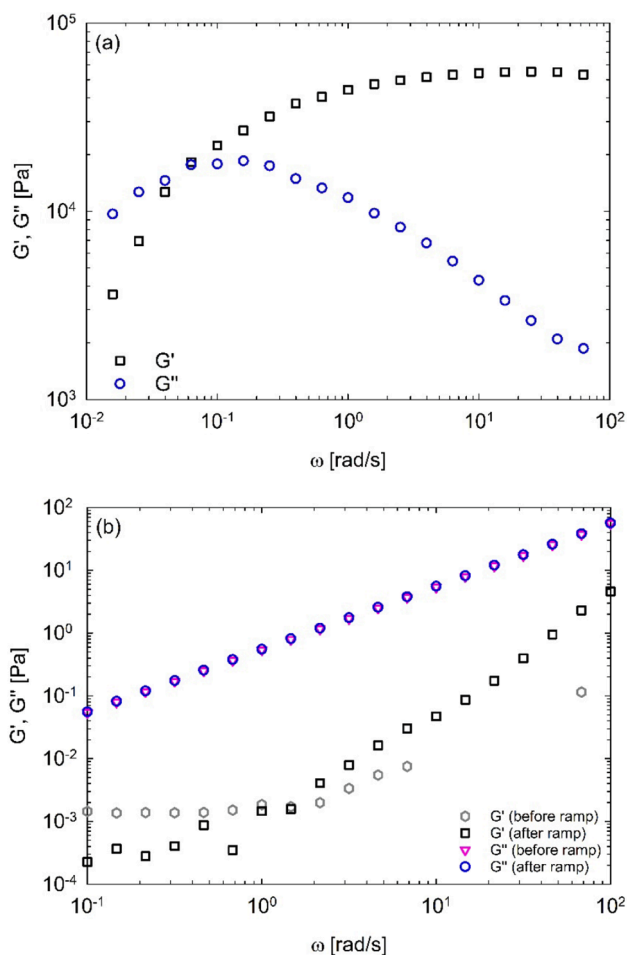 (a)
10^5
10^4
10^3
G', G'' [Pa]
G'
G''
10^-2 10^-1 10^0 10^1 10^2
ω [rad/s]
(b)
10^2
10^1
10^0
10^-1
10^-2
10^-3
10^-4
G', G'' [Pa]
G' (before ramp)
G' (after ramp)
G'' (before ramp)
G'' (after ramp)
10^-1 10^0 10^1 10^2
ω [rad/s]